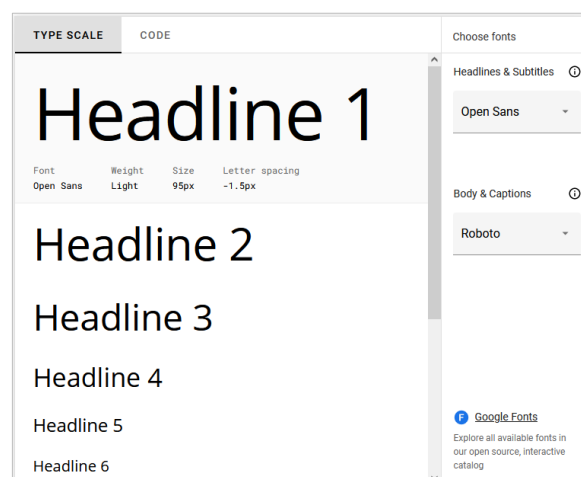 TYPE SCALE CODE
Choose fonts
Headlines & Subtitles
Open Sans
Headline 1
Font Weight Size Letter spacing
Open Sans Light 95px -1.5px
Body & Captions
Roboto
Headline 2
Headline 3
Headline 4
Headline 5
Headline 6
F Google Fonts
Explore all available fonts in
our open source, interactive
catalog